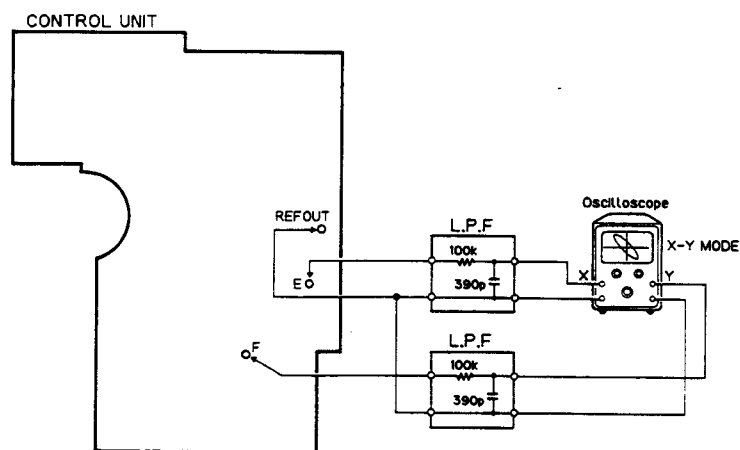 CONTROL UNIT
REFOUT
E
F
L.P.F
100k
390p
L.P.F
100k
390p
Oscilloscope
X-Y MODE
X
Y